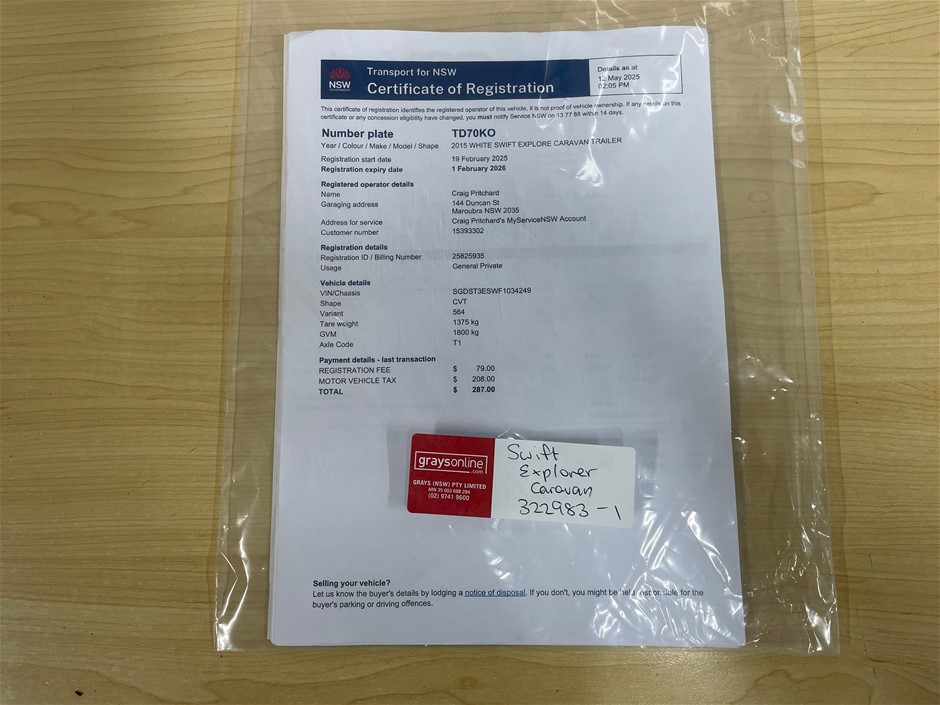 NSW
GOVERNMENT
Transport for NSW
Certificate of Registration
Details as at
May 2025
02:05 PM
This certificate of registration identifies the registered operator of this vehicle, it is not proof of vehicle ownership. If any details on this
certificate or any concession eligibility have changed, you must notify Service NSW on 13 77 88 within 14 days.
Number plate TD70KO
Year / Colour / Make / Model / Shape 2015 WHITE SWIFT EXPLORE CARAVAN TRAILER
Registration start date 19 February 2025
Registration expiry date 1 February 2026
Registered operator details
Name Craig Pritchard
Garaging address 144 Duncan St
Maroubra NSW 2035
Address for service Craig Pritchard's MyServiceNSW Account
Customer number 15393302
Registration details
Registration ID / Billing Number 25825935
Usage General Private
Vehicle details
VIN/Chassis SGDST3ESWF1034249
Shape CVT
Variant 564
Tare weight 1375 kg
GVM 1800 kg
Axle Code T1
Payment details - last transaction
REGISTRATION FEE $ 79.00
MOTOR VEHICLE TAX $ 208.00
TOTAL $ 287.00
graysonline
.com
GRAYS (NSW) PTY LIMITED
ABN 35 003 688 284
(02) 9741 9600
Swift
Explorer
Caravan
322983-1
Selling your vehicle?
Let us know the buyer's details by lodging a notice of disposal. If you don't, you might be held responsible for the
buyer's parking or driving offences.